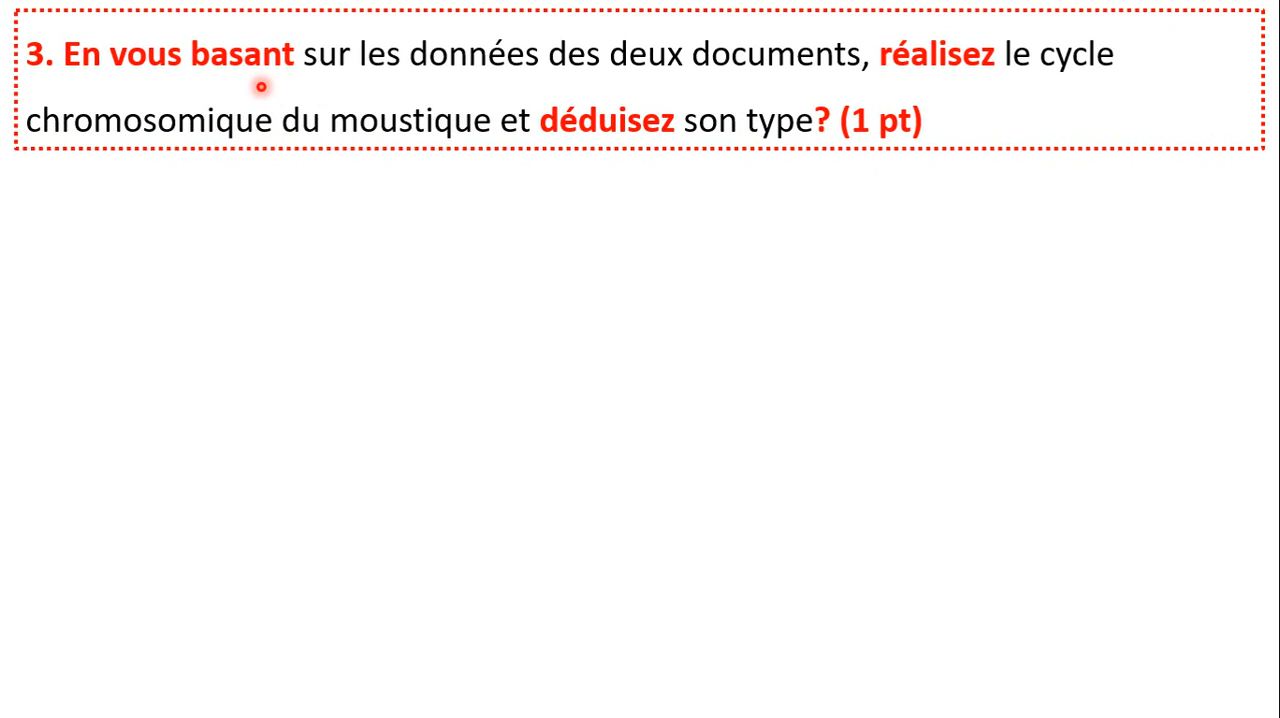 3. En vous basant sur les données des deux documents, réalisez le cycle
chromosomique du moustique et déduisez son type? (1 pt)